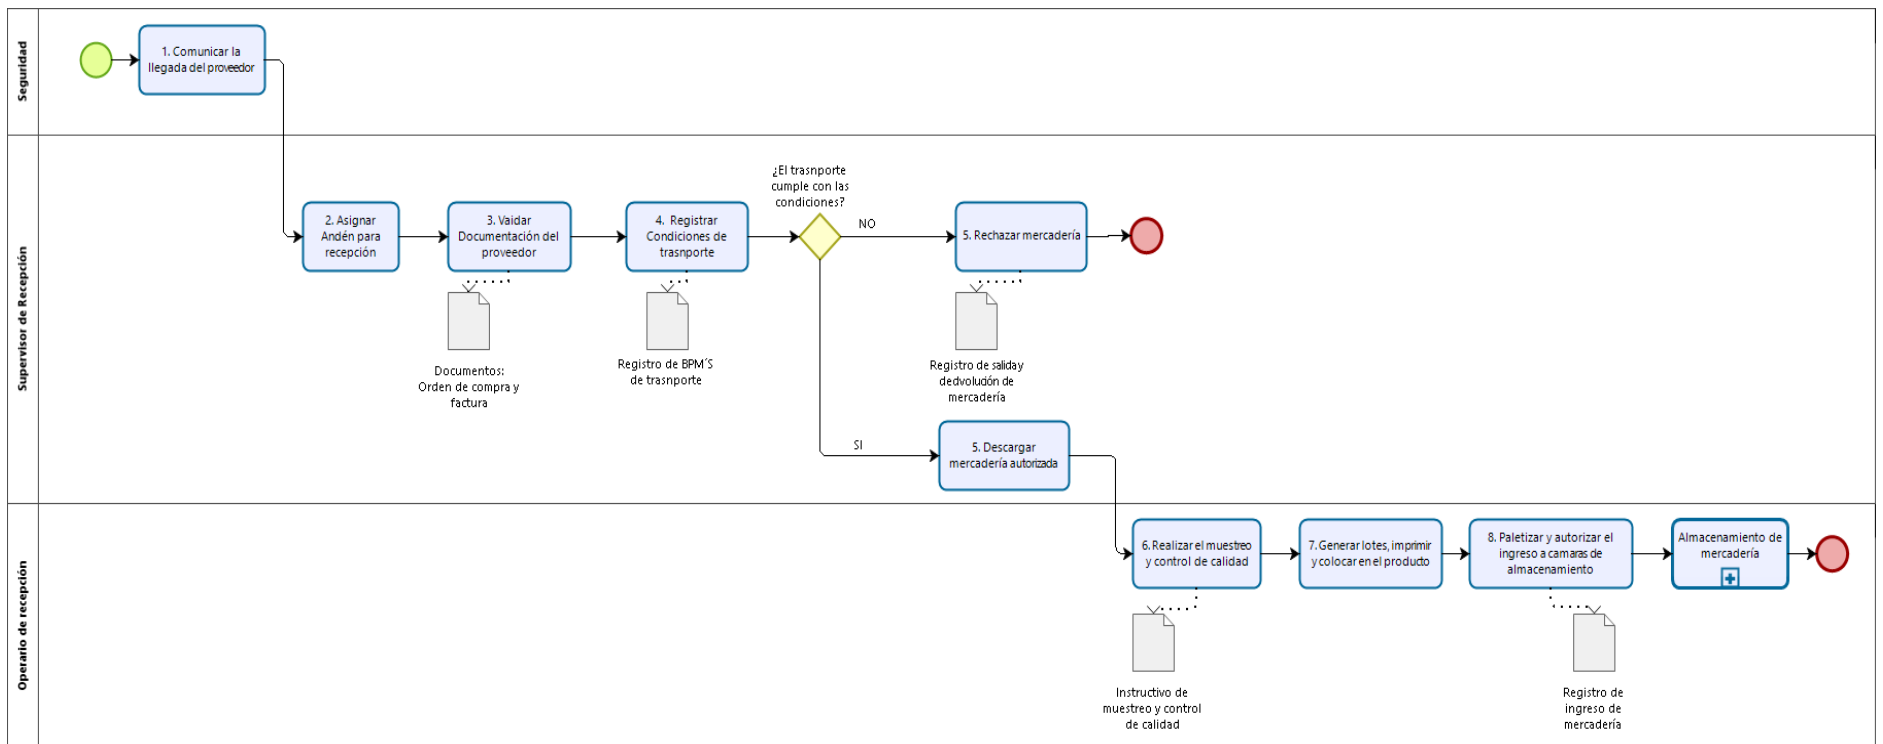 Seguridad
1. Comunicar la
llegada del proveedor
Supervisor de Recepción
2. Asignar
Andén para
recepción
3. Vaidar
Documentación del
proveedor
Documentos:
Orden de compra y
factura
4. Registrar
Condiciones de
trasnporte
Registro de BPM´S
de trasnporte
¿El trasnporte
cumple con las
condiciones?
NO
5. Rechazar mercadería
Registro de salida y
dedvolución de
mercadería
SI
5. Descargar
mercadería autorizada
Operario de recepción
6. Realizar el muestreo
y control de calidad
Instructivo de
muestreo y control
de calidad
7. Generar lotes, imprimir
y colocar en el producto
8. Paletizar y autorizar el
ingreso a camaras de
almacenamiento
Registro de
ingreso de
mercadería
Almacenamiento de
mercadería